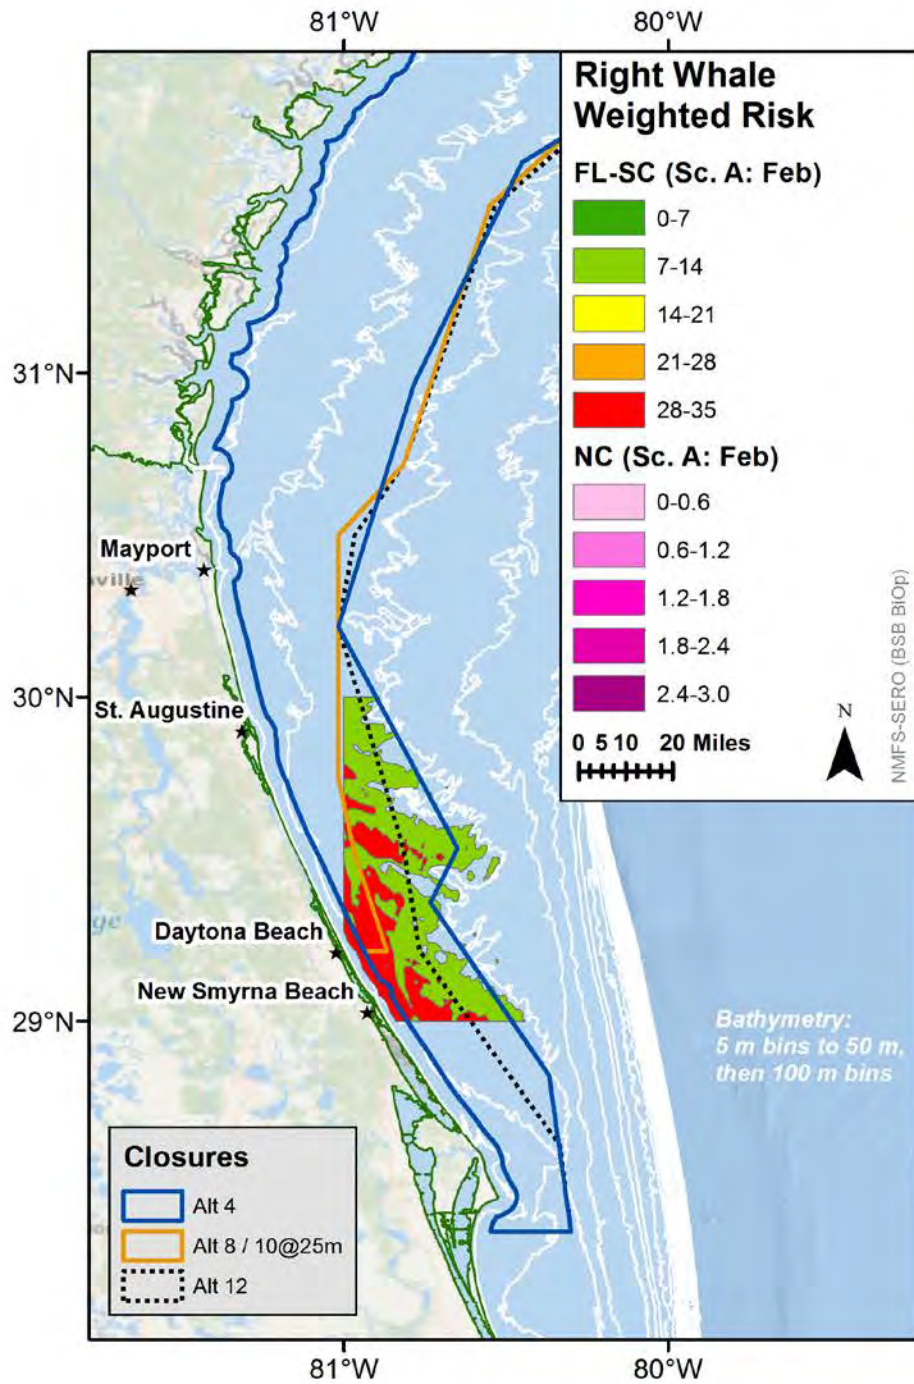 81°W
80°W
Right Whale
Weighted Risk
FL-SC (Sc. A: Feb)
0-7
7-14
14-21
21-28
28-35
NC (Sc. A: Feb)
0-0.6
0.6-1.2
1.2-1.8
1.8-2.4
2.4-3.0
0 5 10 20 Miles
N
NMFS-SERO (BSB BiOp)
31°N
Mayport
ville
30°N
St. Augustine
Daytona Beach
New Smyrna Beach
29°N
Bathymetry:
5 m bins to 50 m,
then 100 m bins
Closures
Alt 4
Alt 8 / 10@25m
Alt 12
81°W
80°W